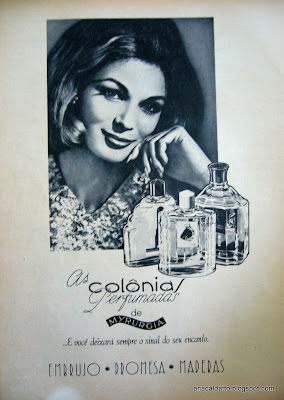 As
colônias
Perfumadas
de
MYRURGIA
...E você deixará sempre o sinal do seu encanto.
EMBRUJO • PROMESA • MADERAS